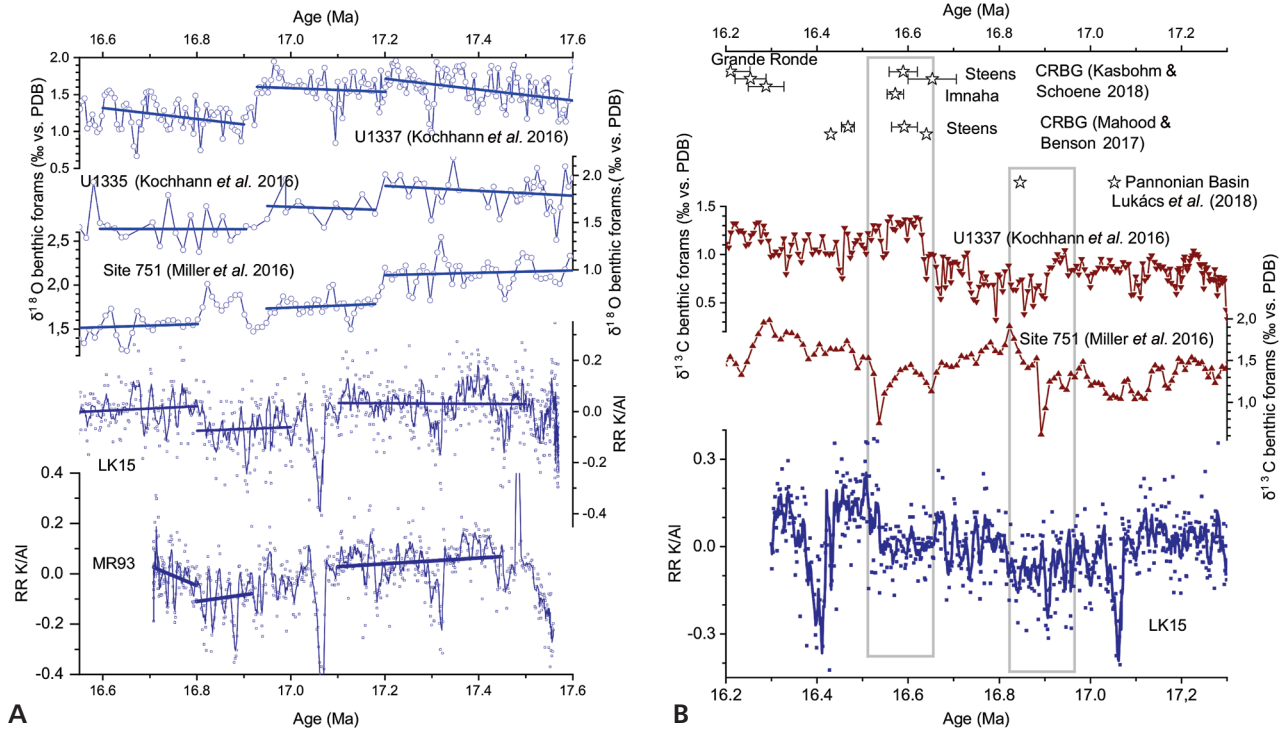 Age (Ma)
16.6 16.8 17.0 17.2 17.4 17.6
2.0
1.5
1.0
0.5
U1337 (Kochhann et al. 2016)
δ18O benthic forams (‰ vs. PDB)
U1335 (Kochhann et al. 2016)
2.0
1.5
1.0
δ18O benthic forams,( ‰ vs. PDB)
2.5
2.0
1,5
Site 751 (Miller et al. 2016)
0.2
0.0
-0.2
-0.4
RR K/Al
LK15
0.4
0.2
0.0
-0.2
-0.4
RR K/Al
MR93
16.6 16.8 17.0 17.2 17.4 17.6
Age (Ma)
A
Age (Ma)
16.2 16.4 16.6 16.8 17.0 17.2
Grande Ronde
Steens
Imnaha
CRBG (Kasbohm &
Schoene 2018)
Steens
CRBG (Mahood &
Benson 2017)
Pannonian Basin
Lukács et al. (2018)
1.5
1.0
0.5
δ13C benthic forams (‰ vs. PDB)
U1337 (Kochhann et al. 2016)
Site 751 (Miller et al. 2016)
2,0
1,5
1,0
δ13C benthic forams (‰ vs. PDB)
0.3
0.0
-0.3
RR K/Al
LK15
16.2 16.4 16.6 16.8 17.0 17,2
Age (Ma)
B